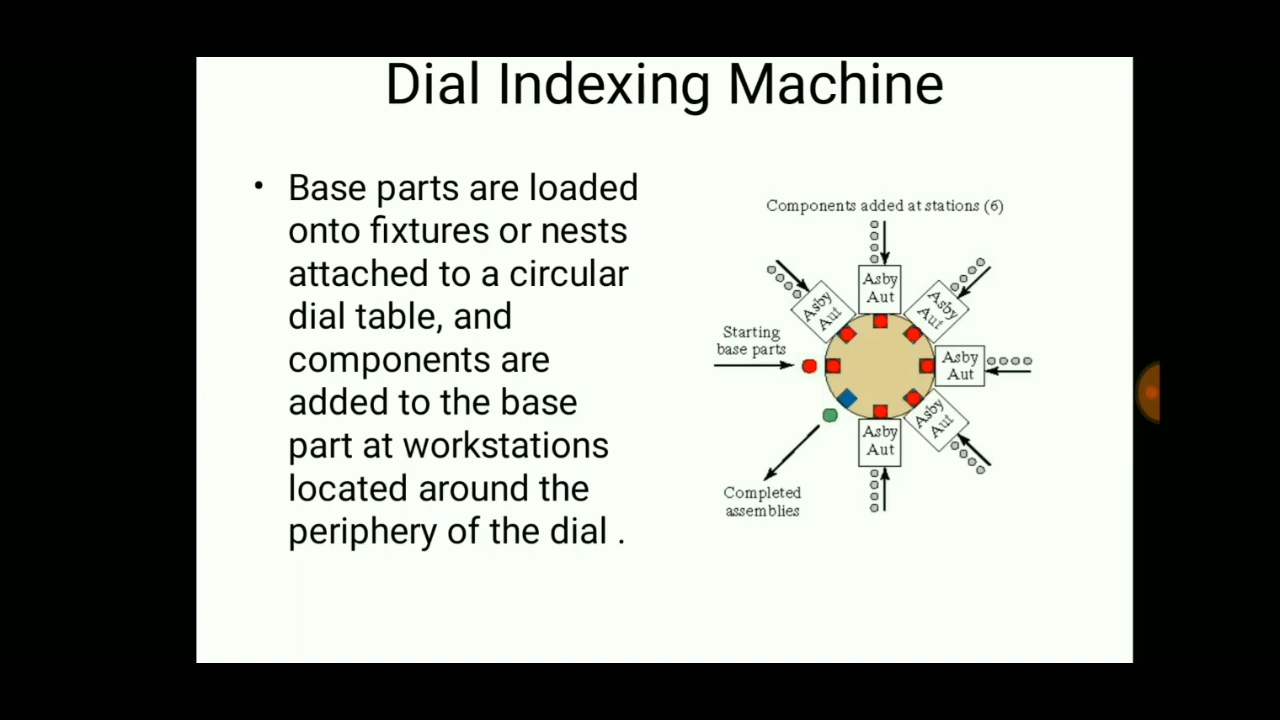 Dial Indexing Machine
• Base parts are loaded
onto fixtures or nests
attached to a circular
dial table, and
components are
added to the base
part at workstations
located around the
periphery of the dial .
Components added at stations (6)
Asby
Aut
Asby
Aut
Asby
Aut
Starting
base parts
Asby
Aut
Asby
Aut
Asby
Aut
Completed
assemblies